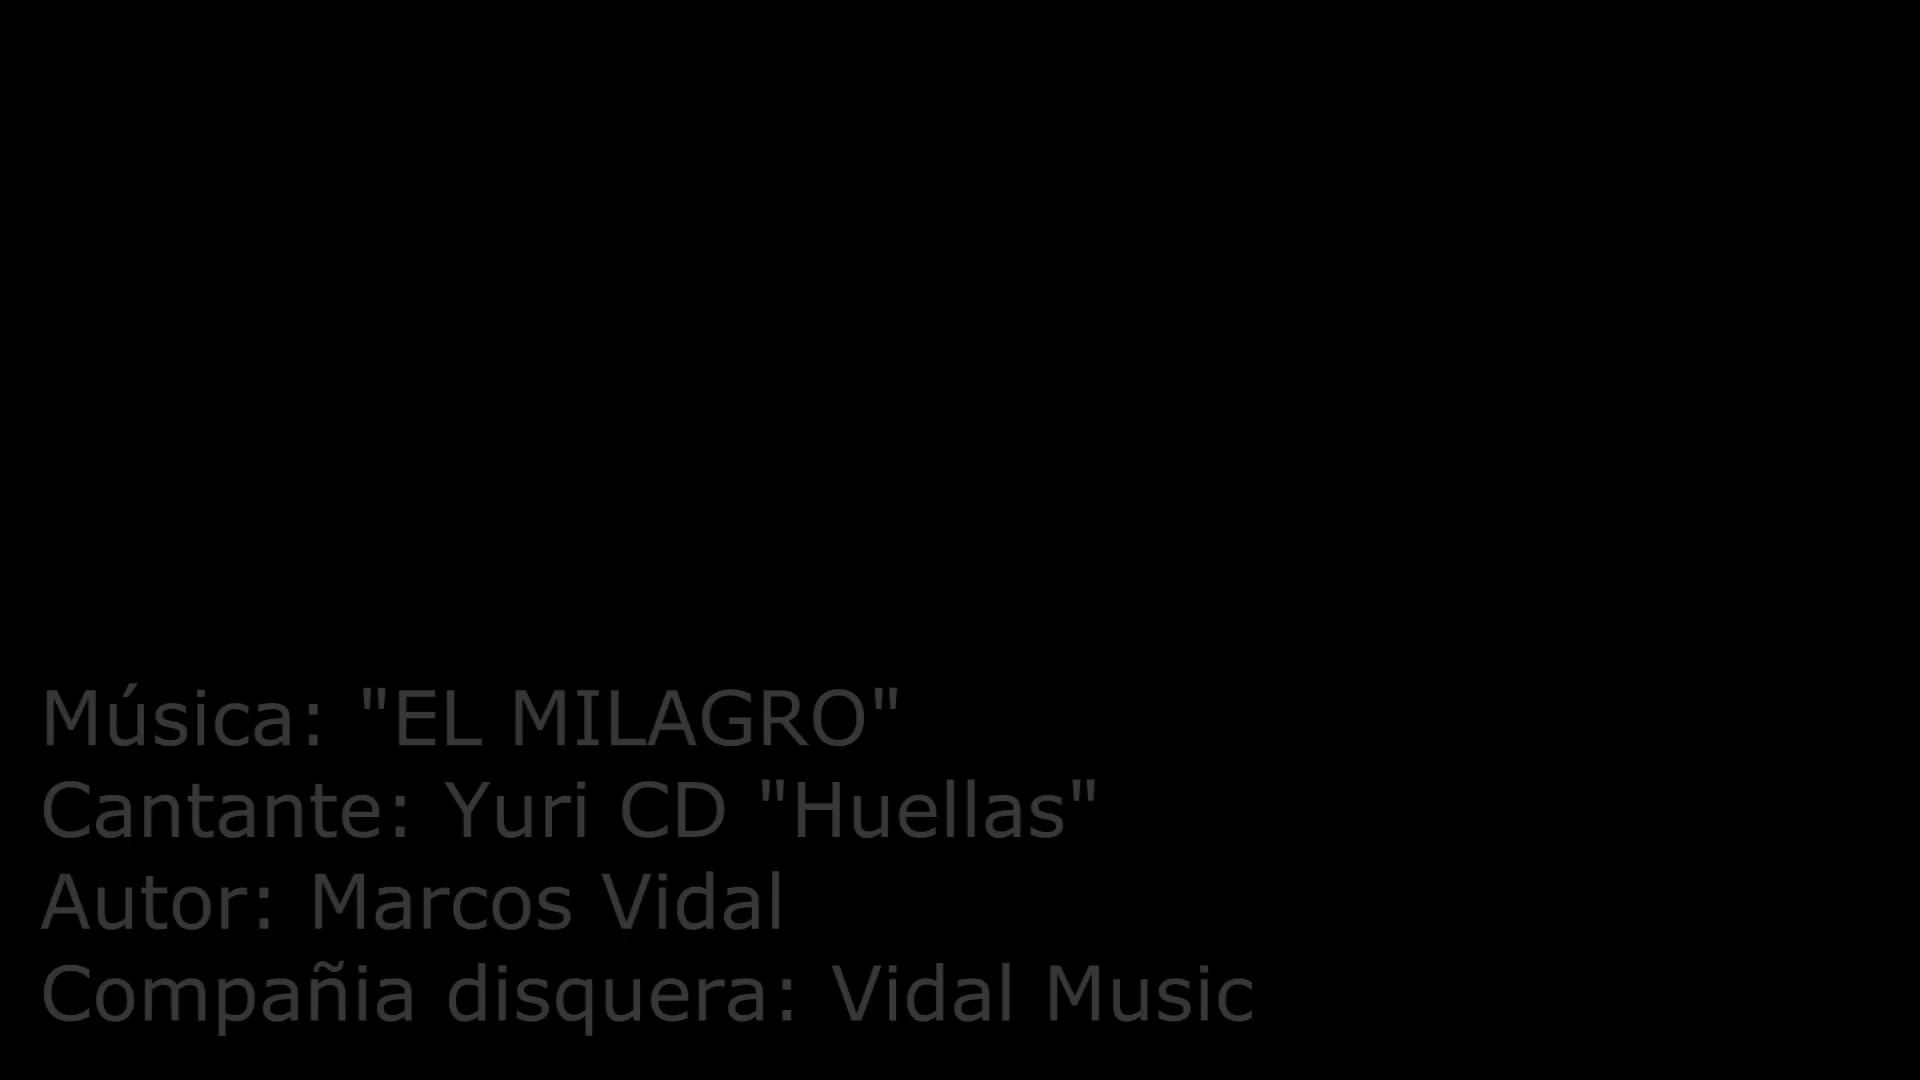 Música: "EL MILAGRO"
Cantante: Yuri CD "Huellas"
Autor: Marcos Vidal
Compañia disquera: Vidal Music